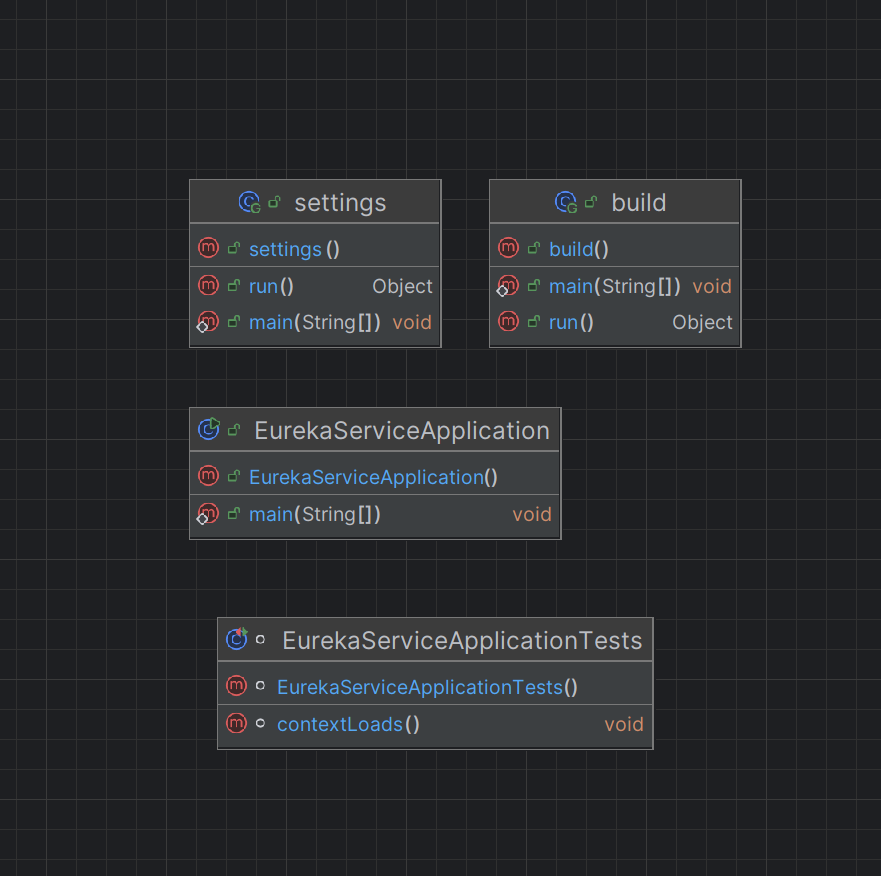 settings
settings()
run() Object
main(String[]) void
build
build()
main(String[]) void
run() Object
EurekaServiceApplication
EurekaServiceApplication()
main(String[]) void
EurekaServiceApplicationTests
EurekaServiceApplicationTests()
contextLoads() void